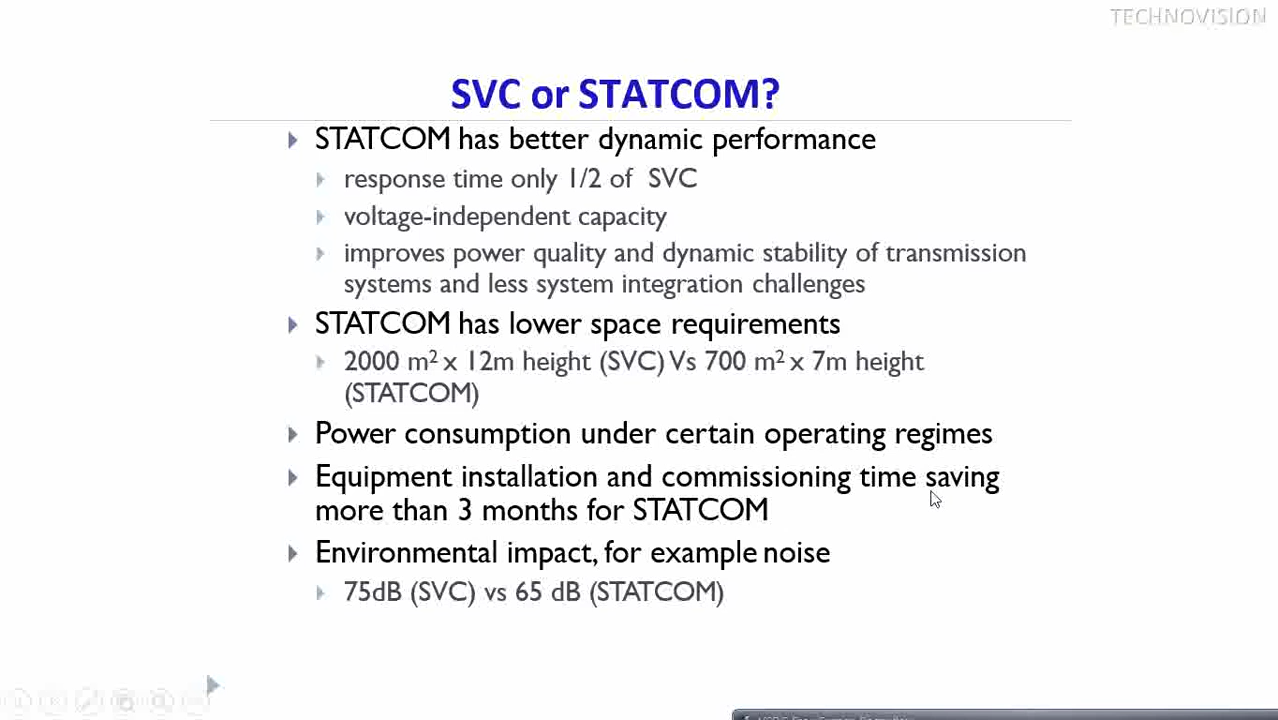 TECHNOVISION
SVC or STATCOM?
STATCOM has better dynamic performance
response time only 1/2 of SVC
voltage-independent capacity
improves power quality and dynamic stability of transmission
systems and less system integration challenges
STATCOM has lower space requirements
2000 m² x 12m height (SVC) Vs 700 m² x 7m height
(STATCOM)
Power consumption under certain operating regimes
Equipment installation and commissioning time saving
more than 3 months for STATCOM
Environmental impact, for example noise
75dB (SVC) vs 65 dB (STATCOM)